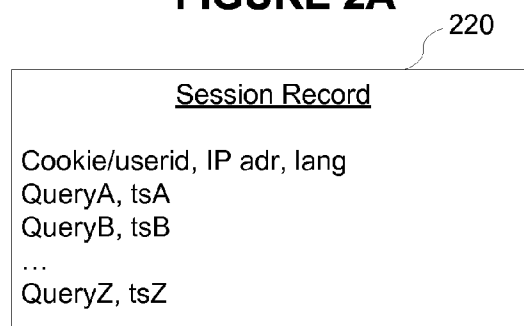 FIGURE 2A
220
Session Record
Cookie/userid, IP adr, lang
QueryA, tsA
QueryB, tsB
...
QueryZ, tsZ